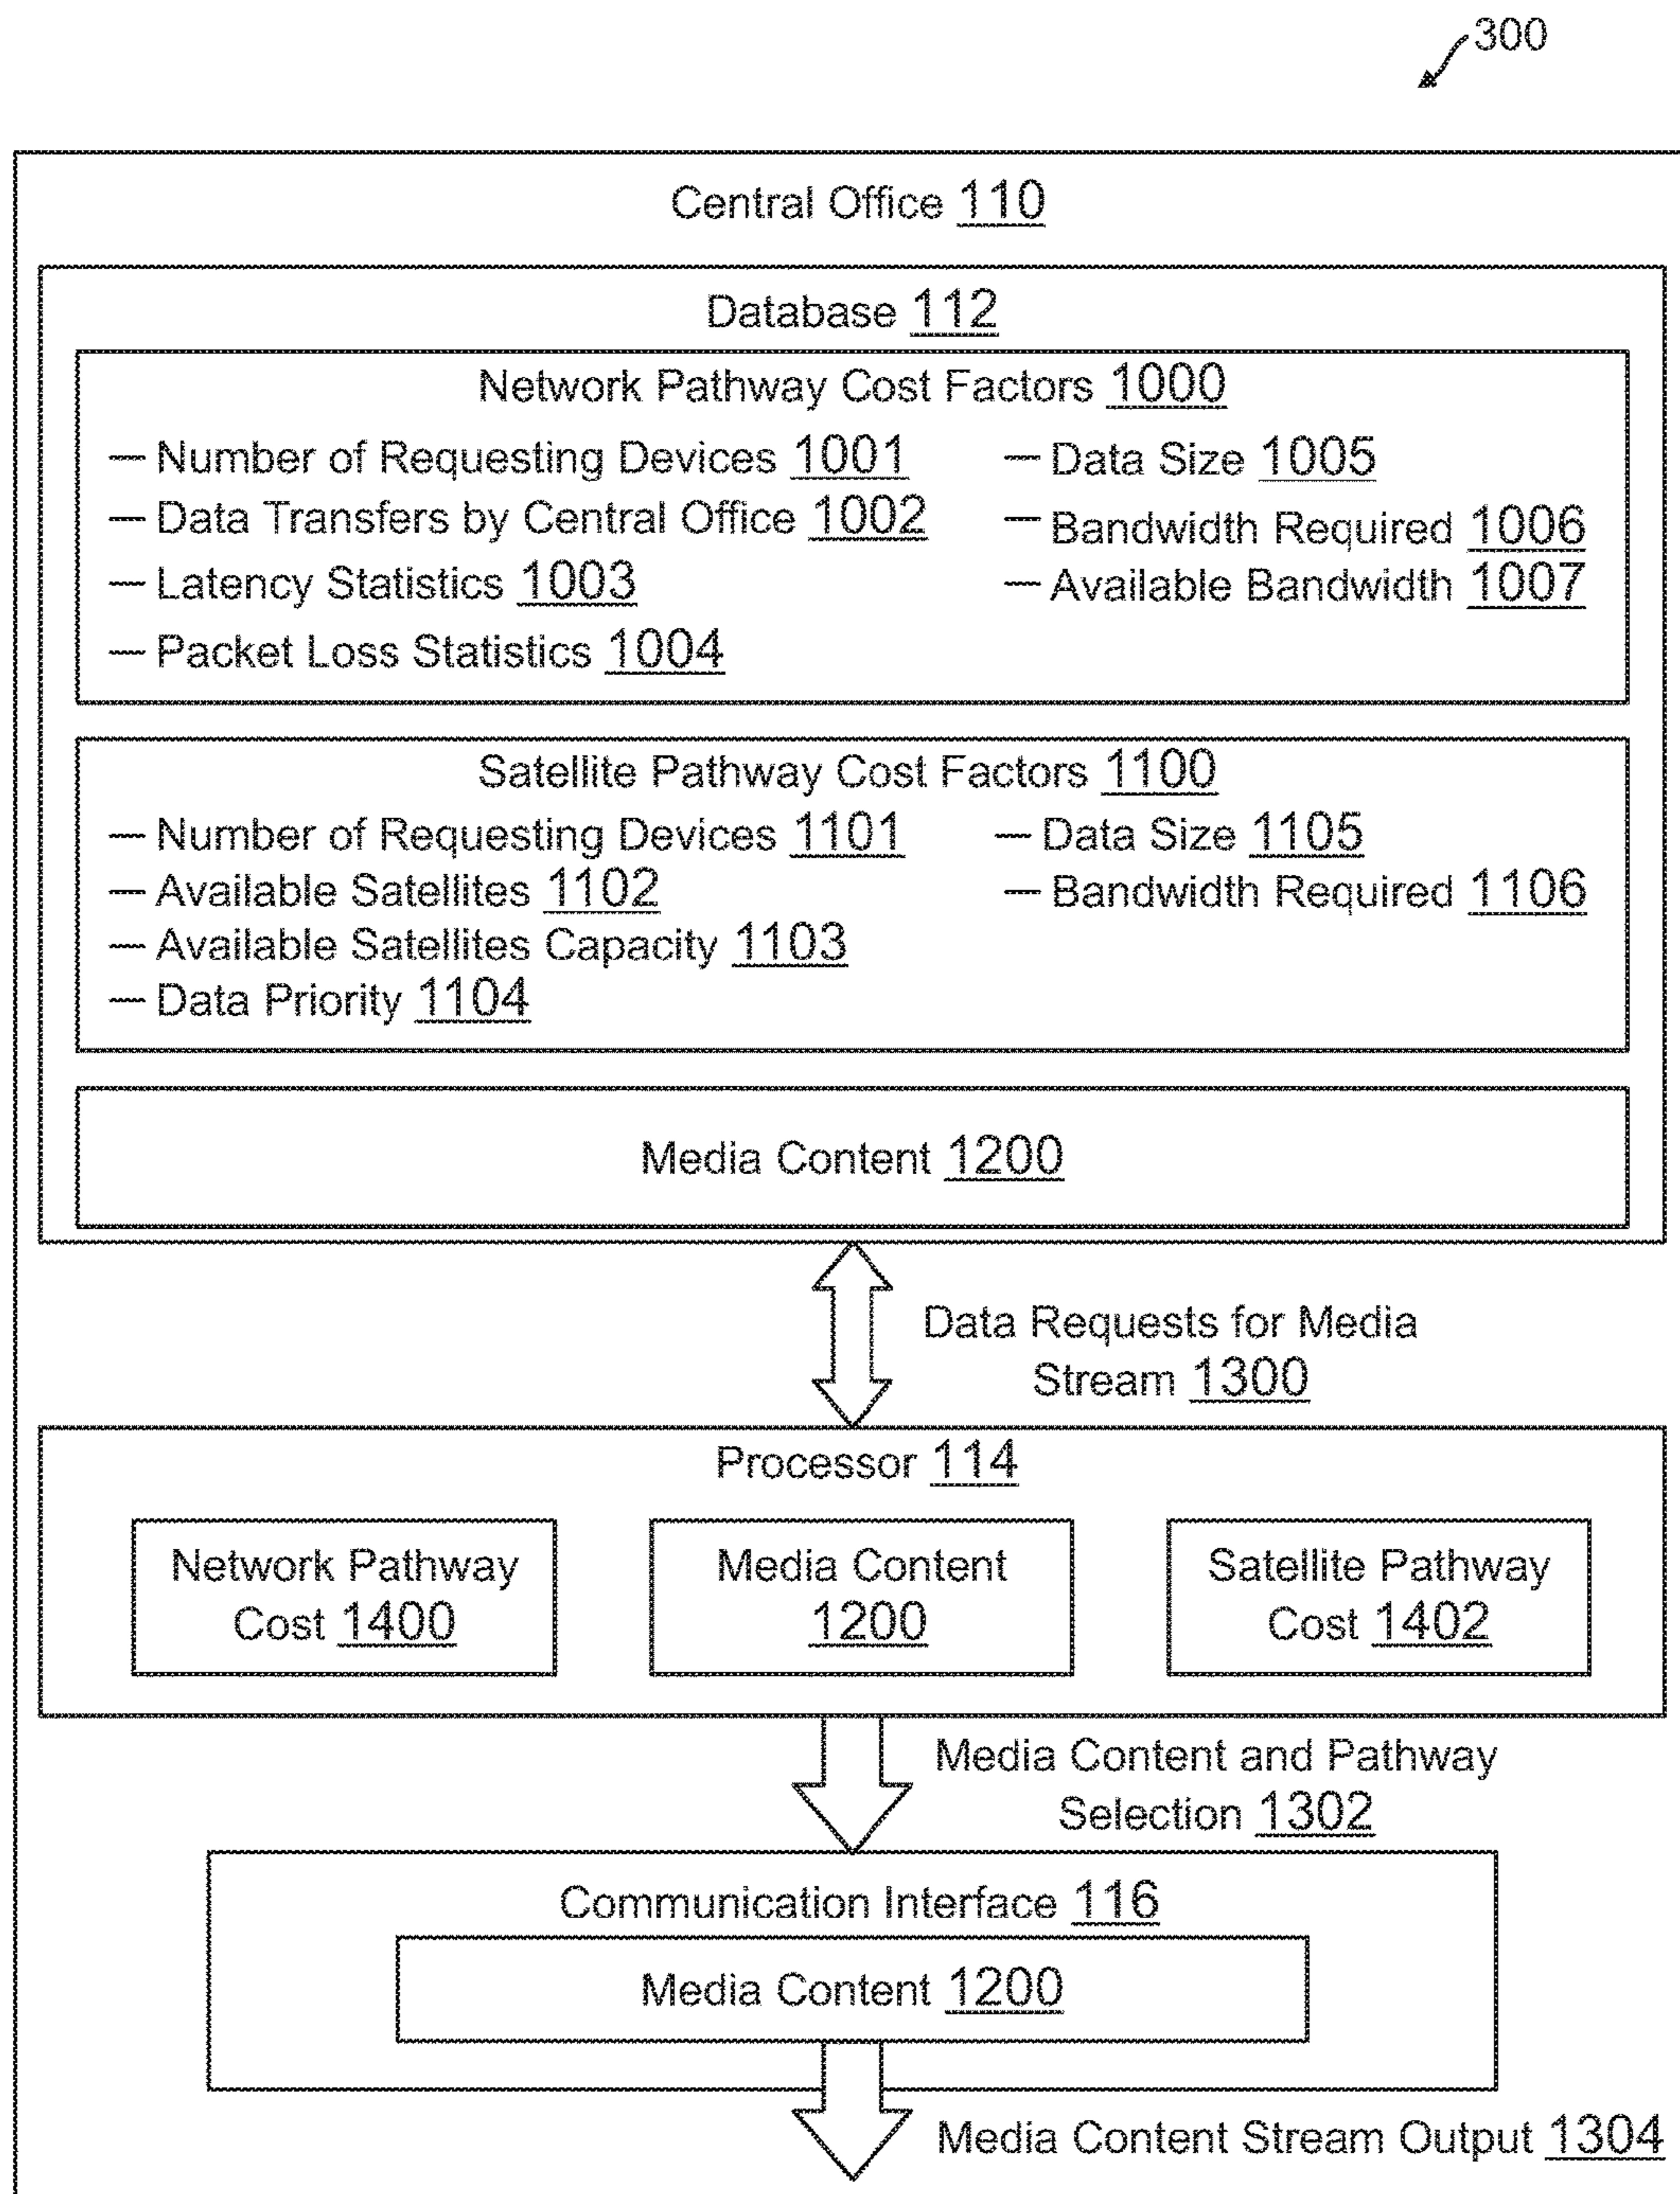 300
Central Office 110
Database 112
Network Pathway Cost Factors 1000
— Number of Requesting Devices 1001
— Data Transfers by Central Office 1002
— Latency Statistics 1003
— Packet Loss Statistics 1004
— Data Size 1005
— Bandwidth Required 1006
— Available Bandwidth 1007
Satellite Pathway Cost Factors 1100
— Number of Requesting Devices 1101
— Available Satellites 1102
— Available Satellites Capacity 1103
— Data Priority 1104
— Data Size 1105
— Bandwidth Required 1106
Media Content 1200
Data Requests for Media
Stream 1300
Processor 114
Network Pathway
Cost 1400
Media Content
1200
Satellite Pathway
Cost 1402
Media Content and Pathway
Selection 1302
Communication Interface 116
Media Content 1200
Media Content Stream Output 1304